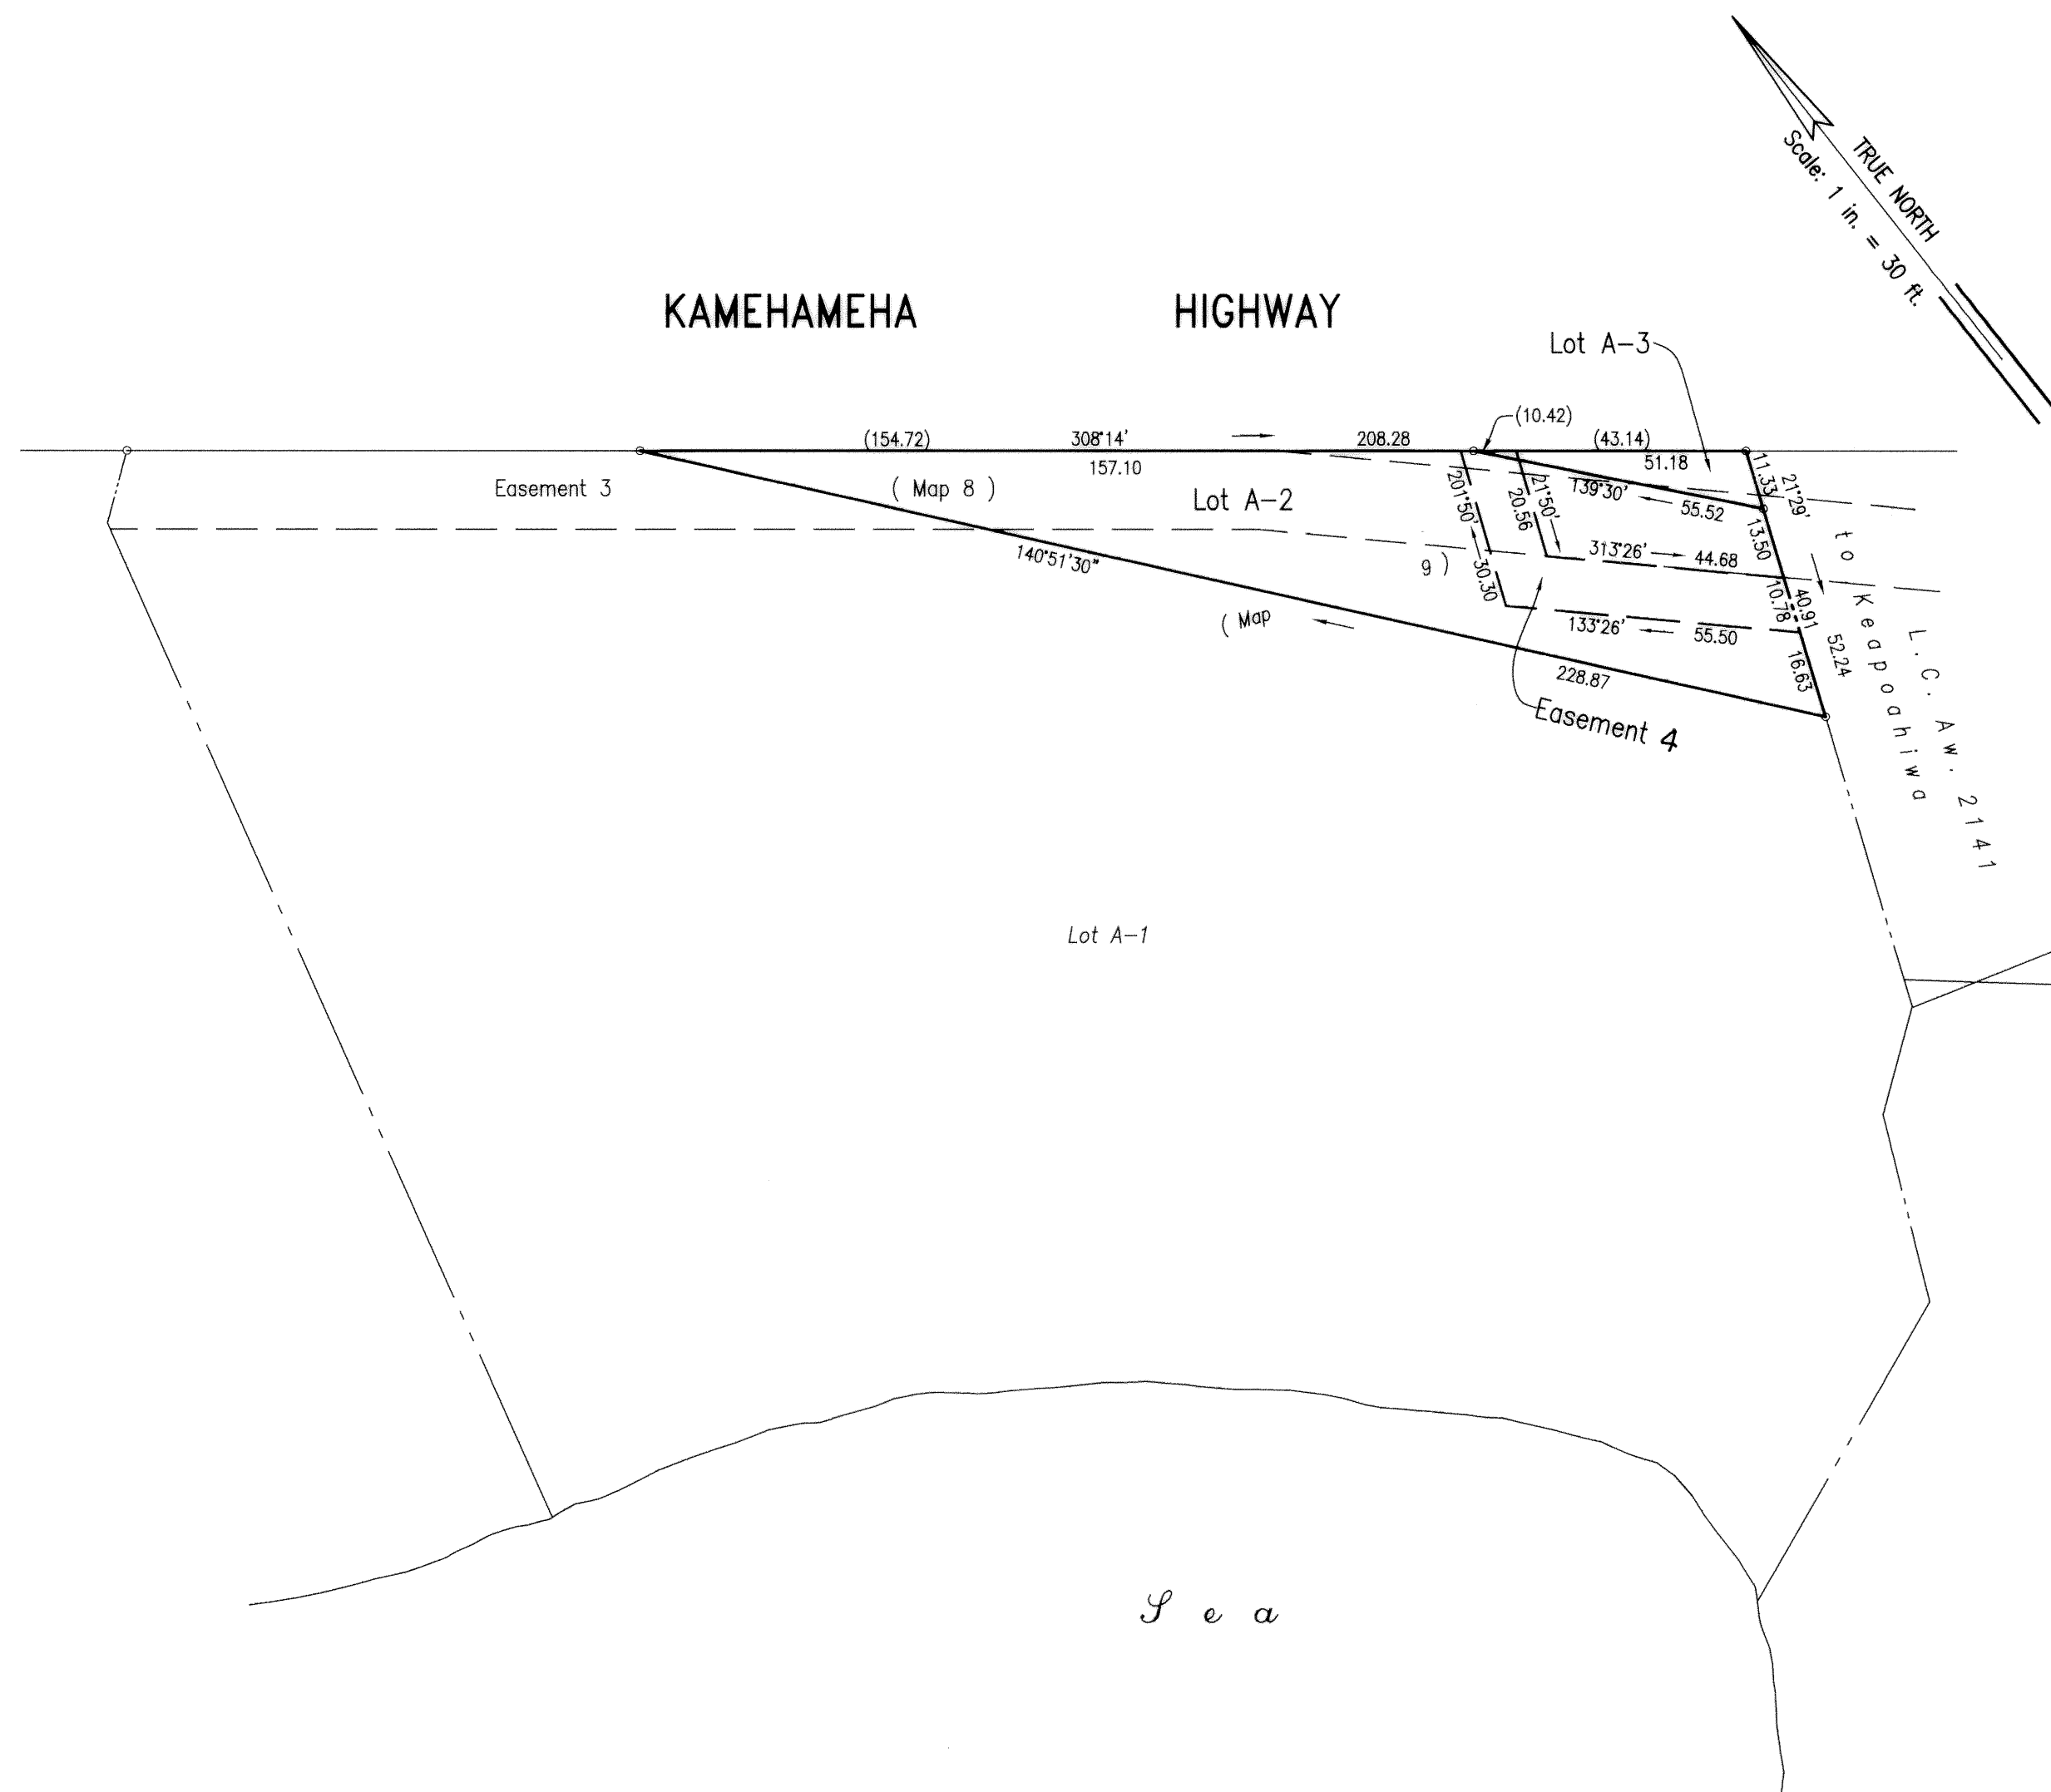 TRUE NORTH
Scale: 1 in. = 30 ft.
KAMEHAMEHA HIGHWAY
Lot A-3
(10.42)
(154.72) 308°14' 208.28 (43.14)
157.10 51.18
Easement 3
( Map 8 )
Lot A-2
11.33
21°29'
201°50'
30.30
21°50'
20.56
139°30'
55.52
13.50
313°26' 44.68
140°51'30"
( Map 9 )
10.78
40.91
52.24
133°26' 55.50
16.63
228.87
Easement 4
L. C. Aw. 2141
to Keapoahiwa
Lot A-1
Sea